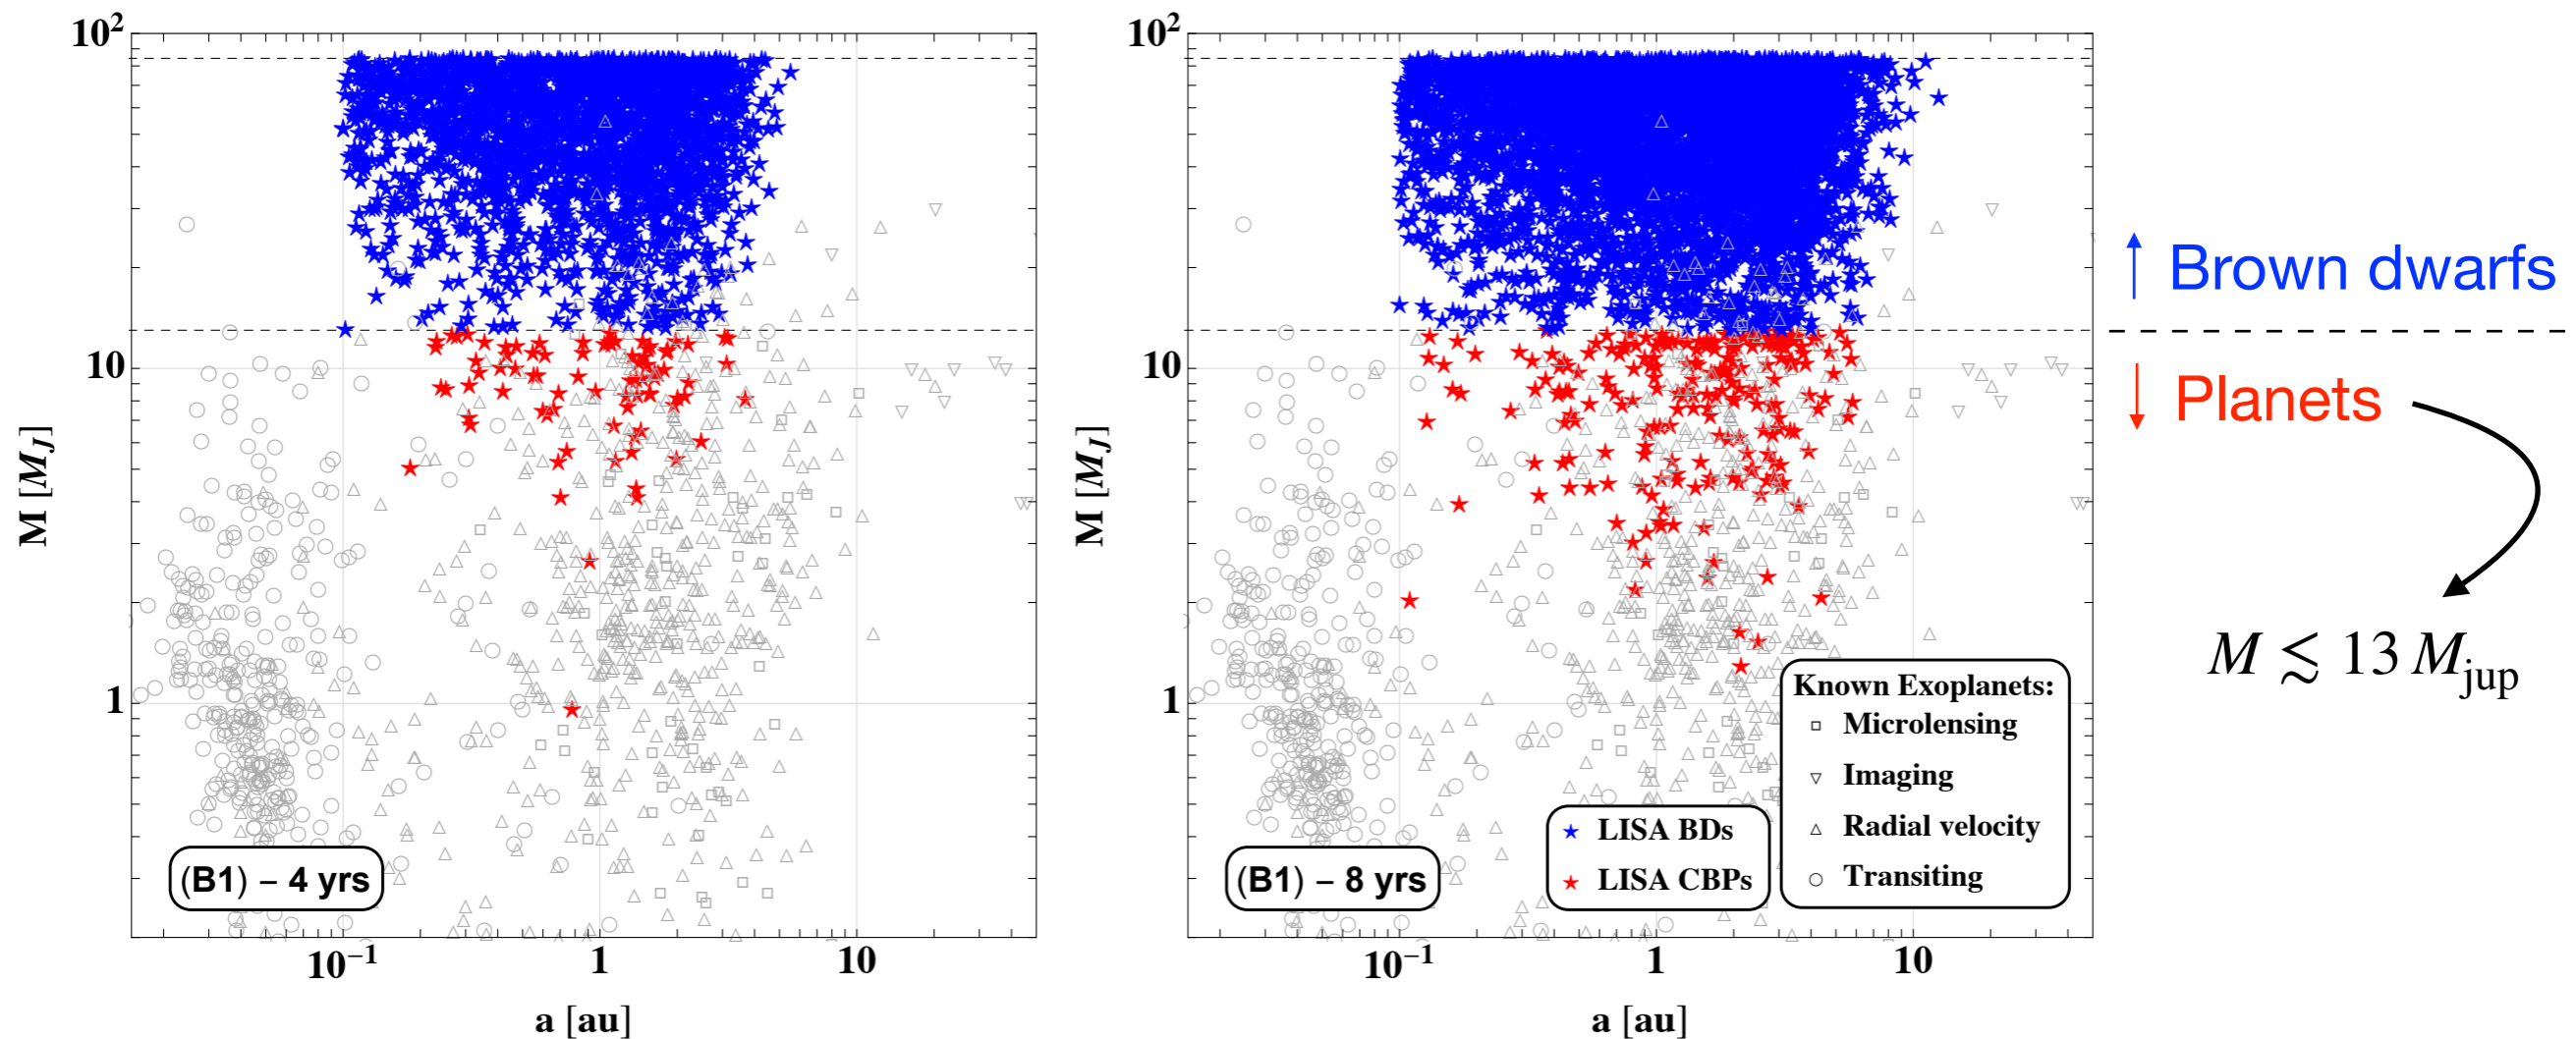 10²
10
1
M [M_J]
10⁻¹ 1 10
a [au]
(B1) – 4 yrs
10²
10
1
M [M_J]
10⁻¹ 1 10
a [au]
(B1) – 8 yrs
LISA BDs
LISA CBPs
Known Exoplanets:
Microlensing
Imaging
Radial velocity
Transiting
Brown dwarfs
Planets
M ≲ 13 M_jup